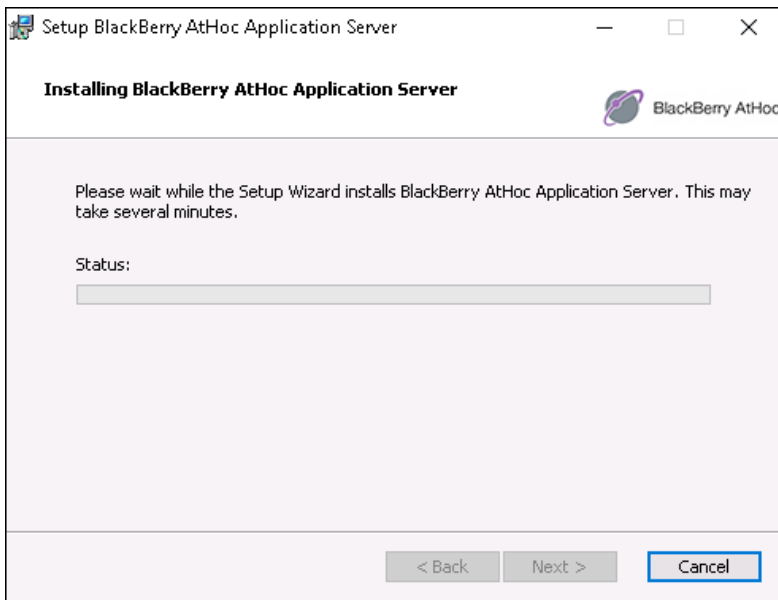 Setup BlackBerry AtHoc Application Server
Installing BlackBerry AtHoc Application Server
BlackBerry AtHoc
Please wait while the Setup Wizard installs BlackBerry AtHoc Application Server. This may
take several minutes.
Status:
< Back
Next >
Cancel